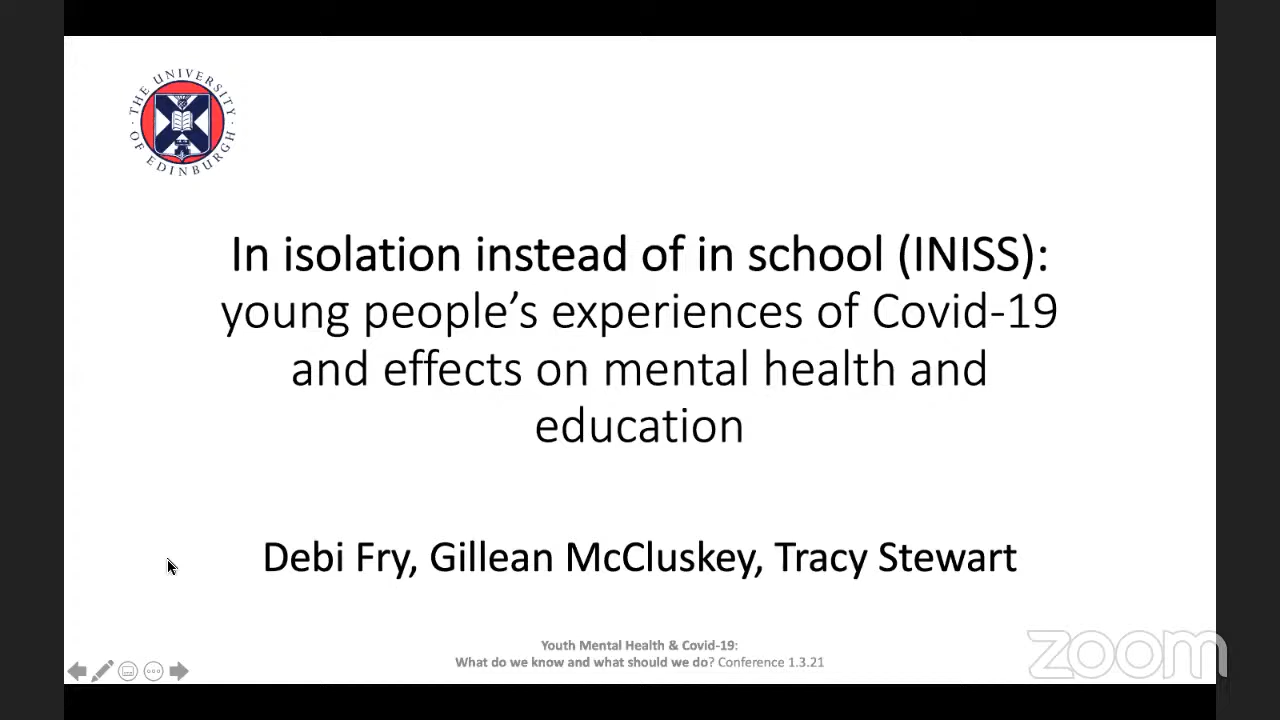 THE UNIVERSITY
OF EDINBURGH
In isolation instead of in school (INISS):
young people’s experiences of Covid-19
and effects on mental health and
education
Debi Fry, Gillean McCluskey, Tracy Stewart
Youth Mental Health & Covid-19:
What do we know and what should we do? Conference 1.3.21
zoom